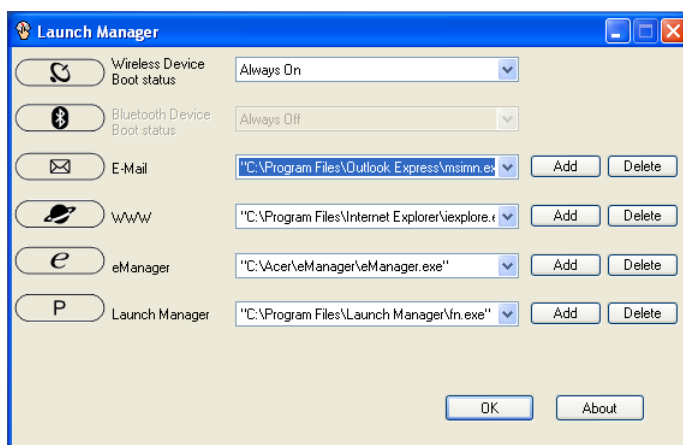 Launch Manager
Wireless Device
Boot status
Always On
Bluetooth Device
Boot status
Always Off
E-Mail
"C:\Program Files\Outlook Express\msimn.ex
Add
Delete
WWW
"C:\Program Files\Internet Explorer\iexplore.e
Add
Delete
e
eManager
"C:\Acer\eManager\eManager.exe"
Add
Delete
P
Launch Manager
"C:\Program Files\Launch Manager\fn.exe"
Add
Delete
OK
About